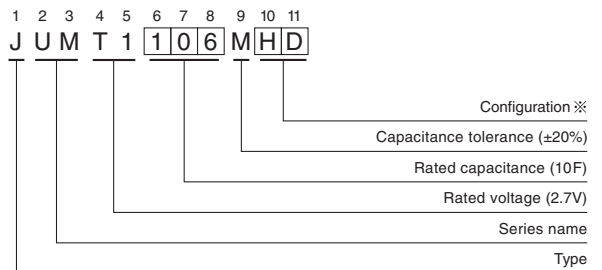 1 2 3 4 5 6 7 8 9 10 11
J U M T 1 1 0 6 M H D
Configuration ※
Capacitance tolerance (±20%)
Rated capacitance (10F)
Rated voltage (2.7V)
Series name
Type